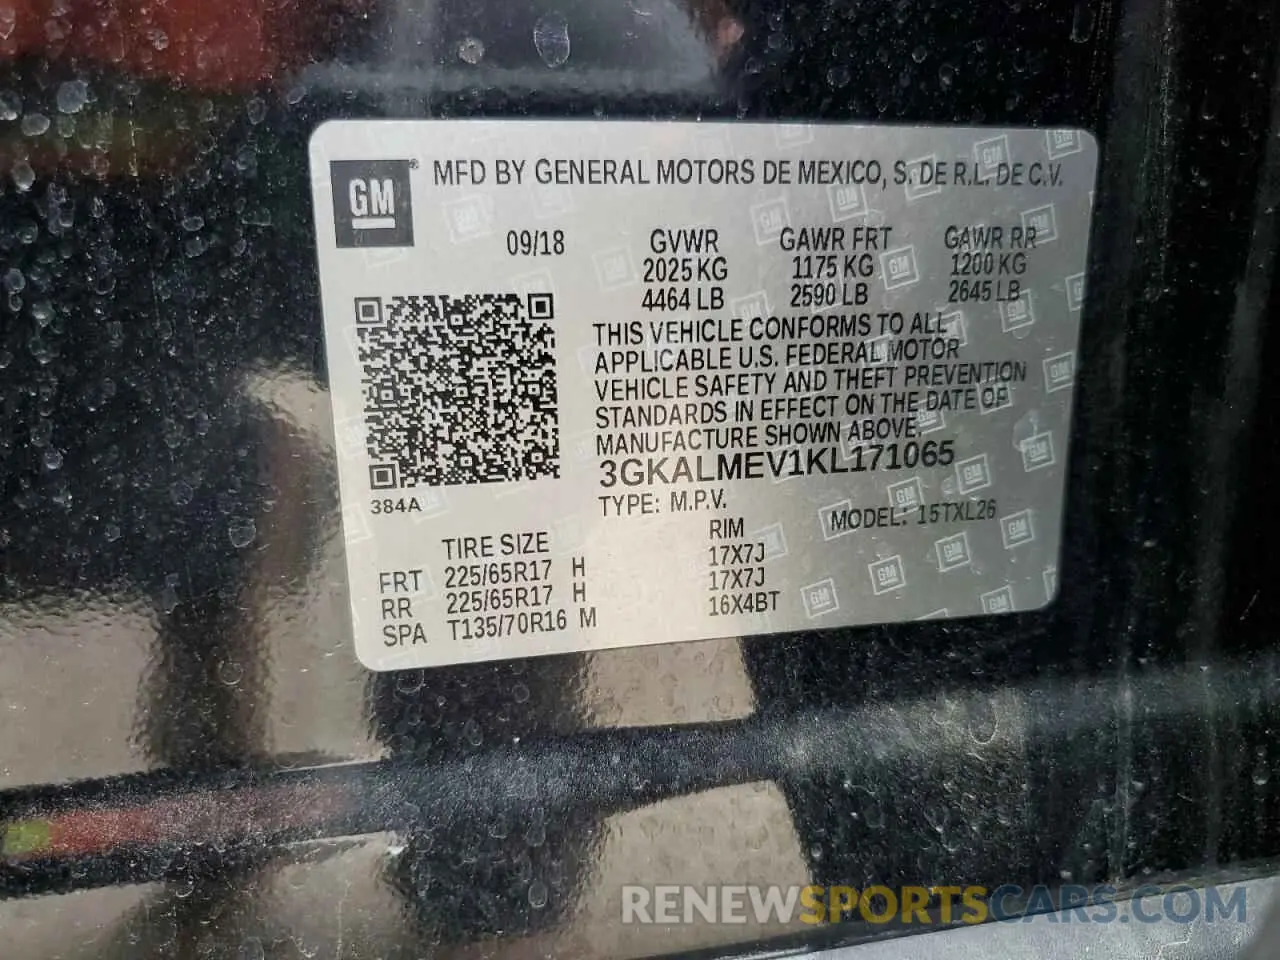 GM® MFD BY GENERAL MOTORS DE MEXICO, S. DE R.L. DE C.V.
09/18 GVWR GAWR FRT GAWR RR
2025 KG 1175 KG 1200 KG
4464 LB 2590 LB 2645 LB
THIS VEHICLE CONFORMS TO ALL
APPLICABLE U.S. FEDERAL MOTOR
VEHICLE SAFETY AND THEFT PREVENTION
STANDARDS IN EFFECT ON THE DATE OF
MANUFACTURE SHOWN ABOVE.
3GKALMEV1KL171065
384A
TYPE: M.P.V. MODEL: 15TXL26
TIRE SIZE RIM
FRT 225/65R17 H 17X7J
RR 225/65R17 H 17X7J
SPA T135/70R16 M 16X4BT
RENEWSPORTSCARS.COM